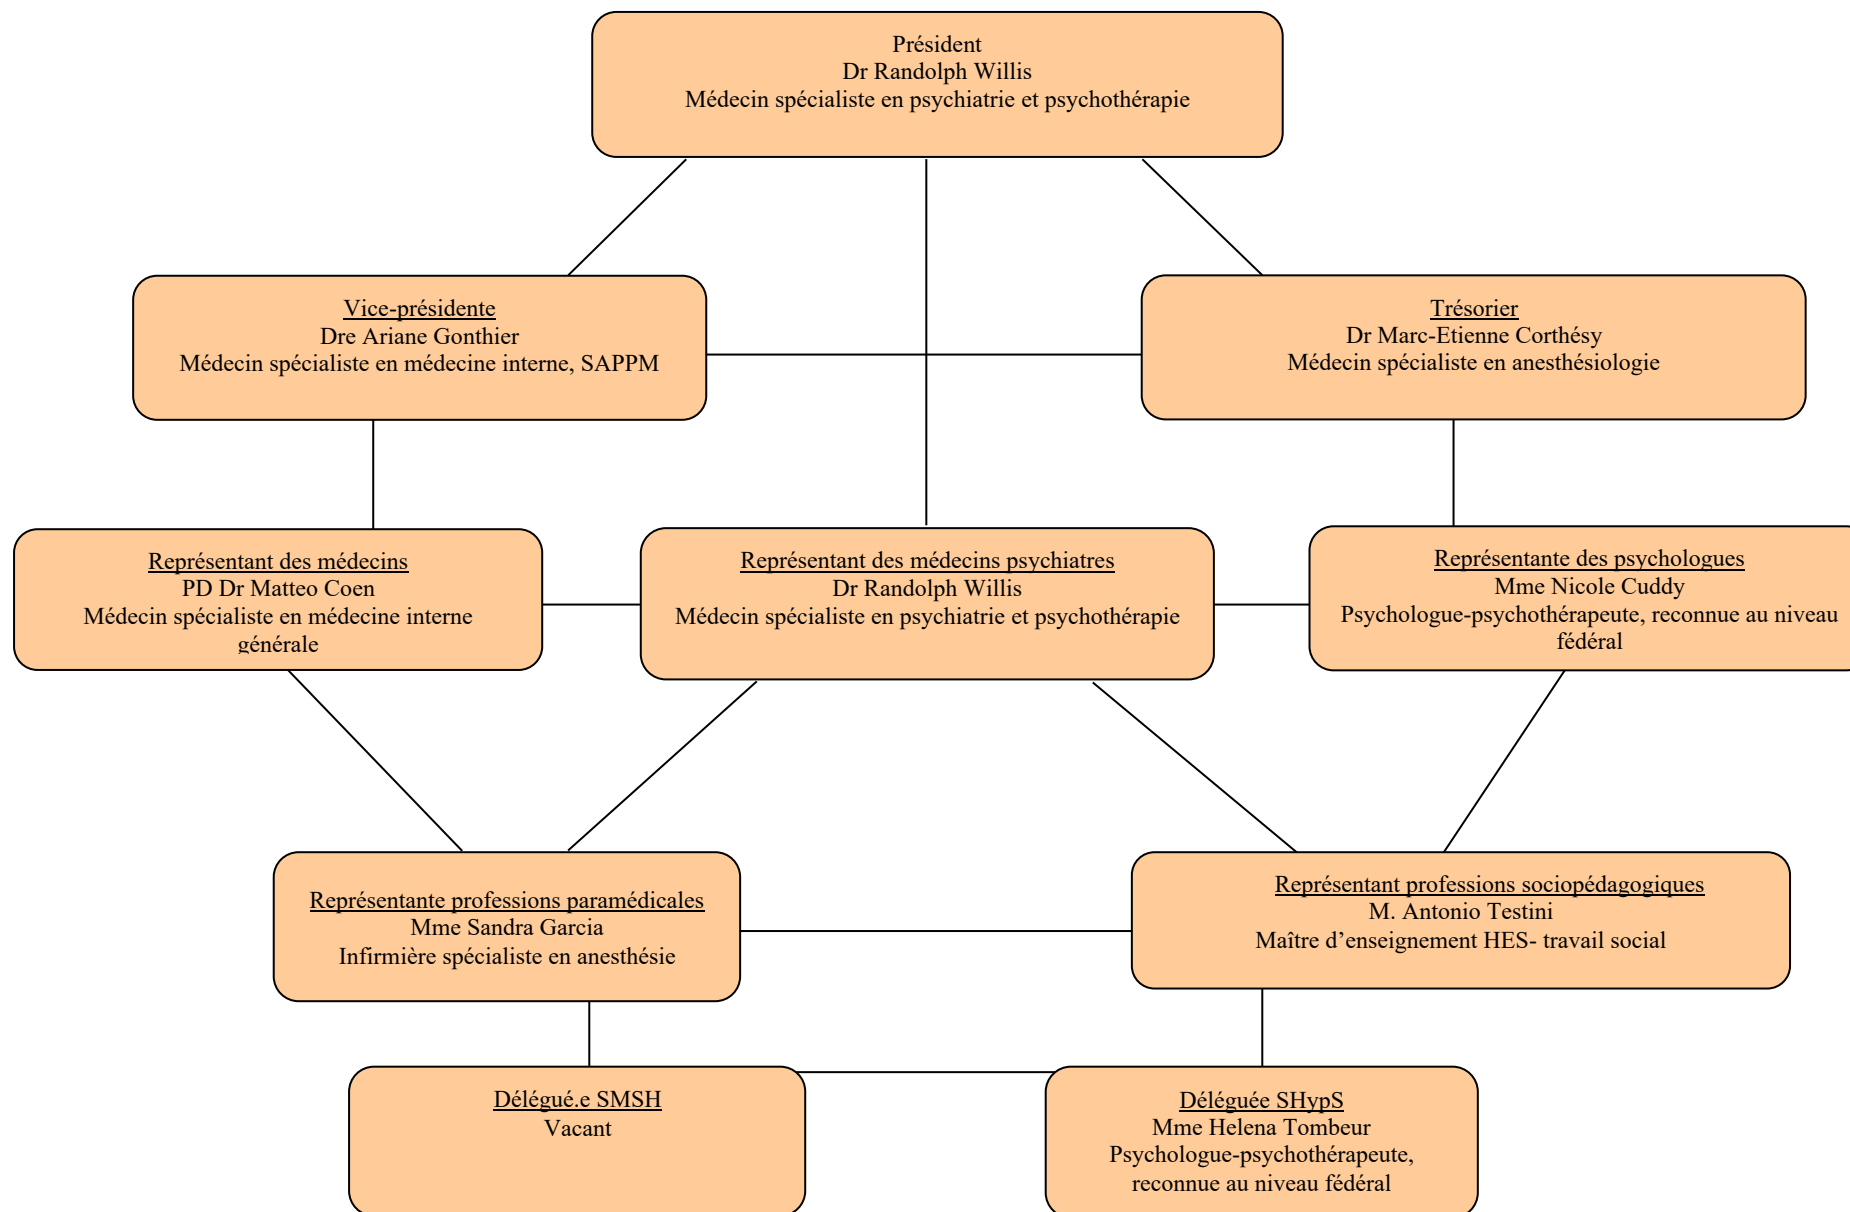 Président
Dr Randolph Willis
Médecin spécialiste en psychiatrie et psychothérapie
Vice-présidente
Dre Ariane Gonthier
Médecin spécialiste en médecine interne, SAPPM
Trésorier
Dr Marc-Etienne Corthésy
Médecin spécialiste en anesthésiologie
Représentant des médecins
PD Dr Matteo Coen
Médecin spécialiste en médecine interne
générale
Représentant des médecins psychiatres
Dr Randolph Willis
Médecin spécialiste en psychiatrie et psychothérapie
Représentante des psychologues
Mme Nicole Cuddy
Psychologue-psychothérapeute, reconnue au niveau
fédéral
Représentante professions paramédicales
Mme Sandra Garcia
Infirmière spécialiste en anesthésie
Représentant professions sociopédagogiques
M. Antonio Testini
Maître d’enseignement HES- travail social
Délégué.e SMSH
Vacant
Déléguée SHypS
Mme Helena Tombeur
Psychologue-psychothérapeute,
reconnue au niveau fédéral